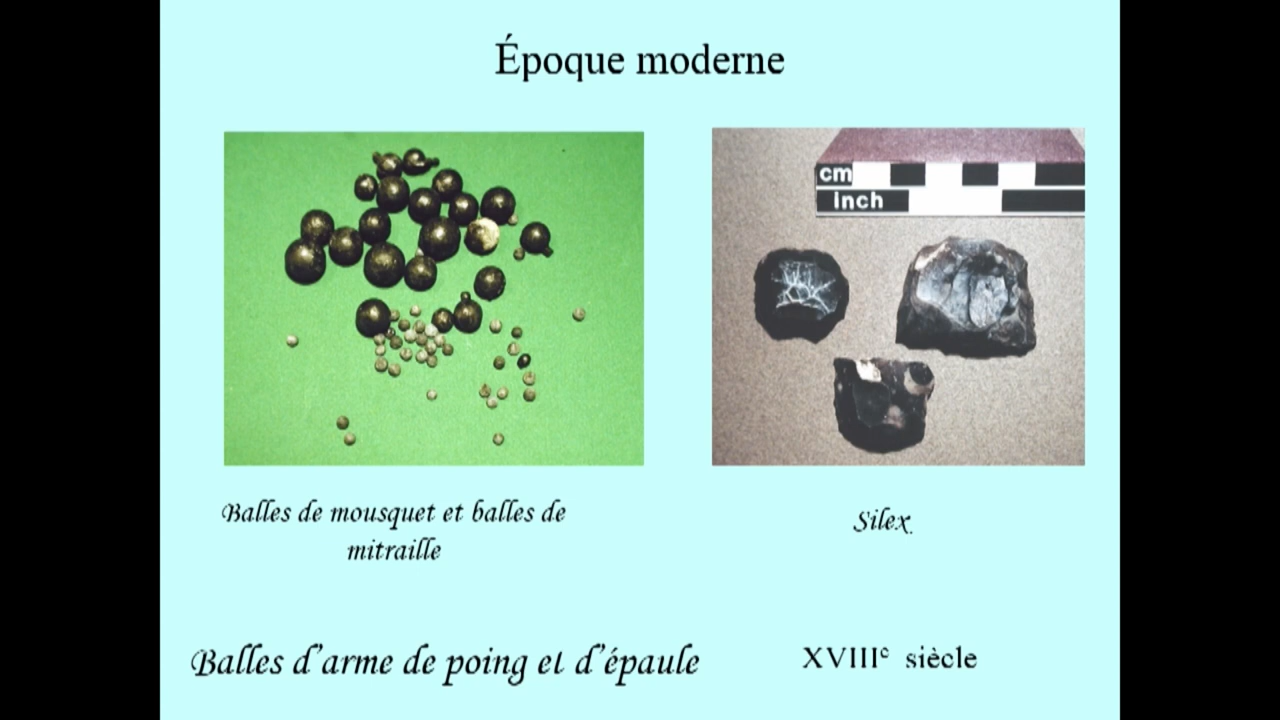 Époque moderne
cm
inch
Balles de mousquet et balles de
mitraille
Silex.
Balles d'arme de poing et d'épaule
XVIIIe siècle